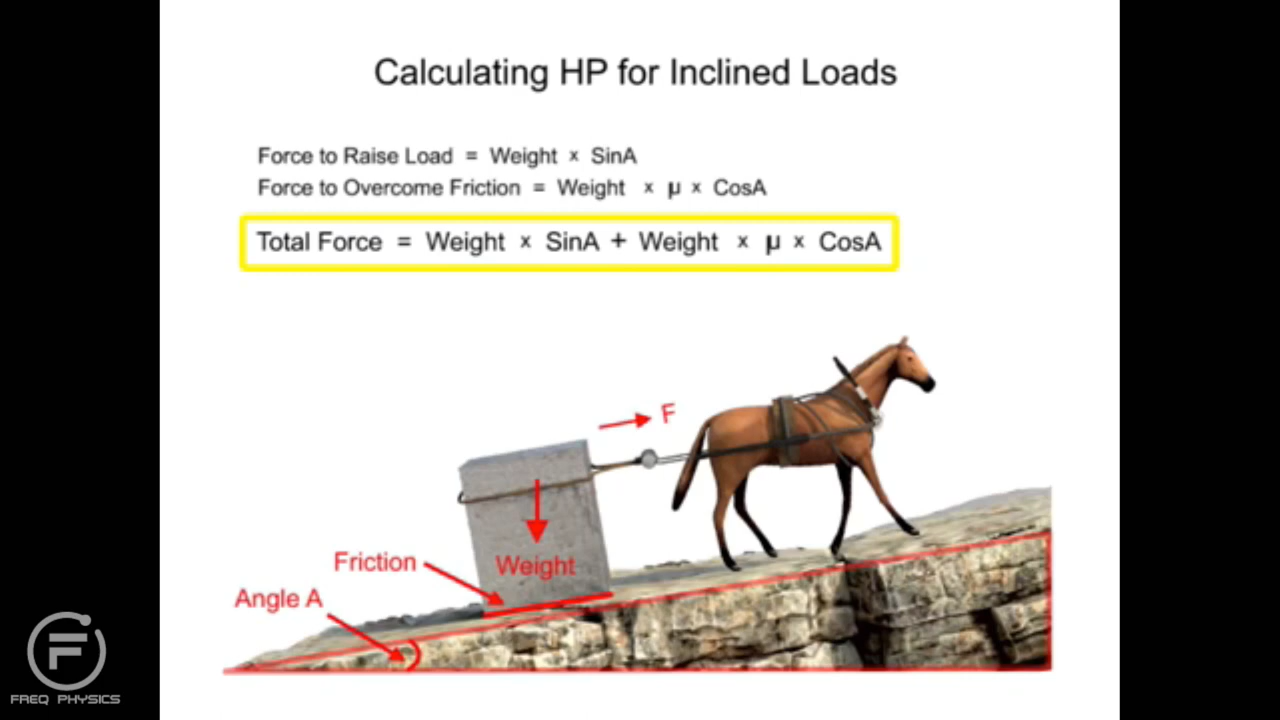 Calculating HP for Inclined Loads
Force to Raise Load = Weight × SinA
Force to Overcome Friction = Weight × μ × CosA
Total Force = Weight × SinA + Weight × μ × CosA
F
Friction
Weight
Angle A
F
FREQ PHYSICS